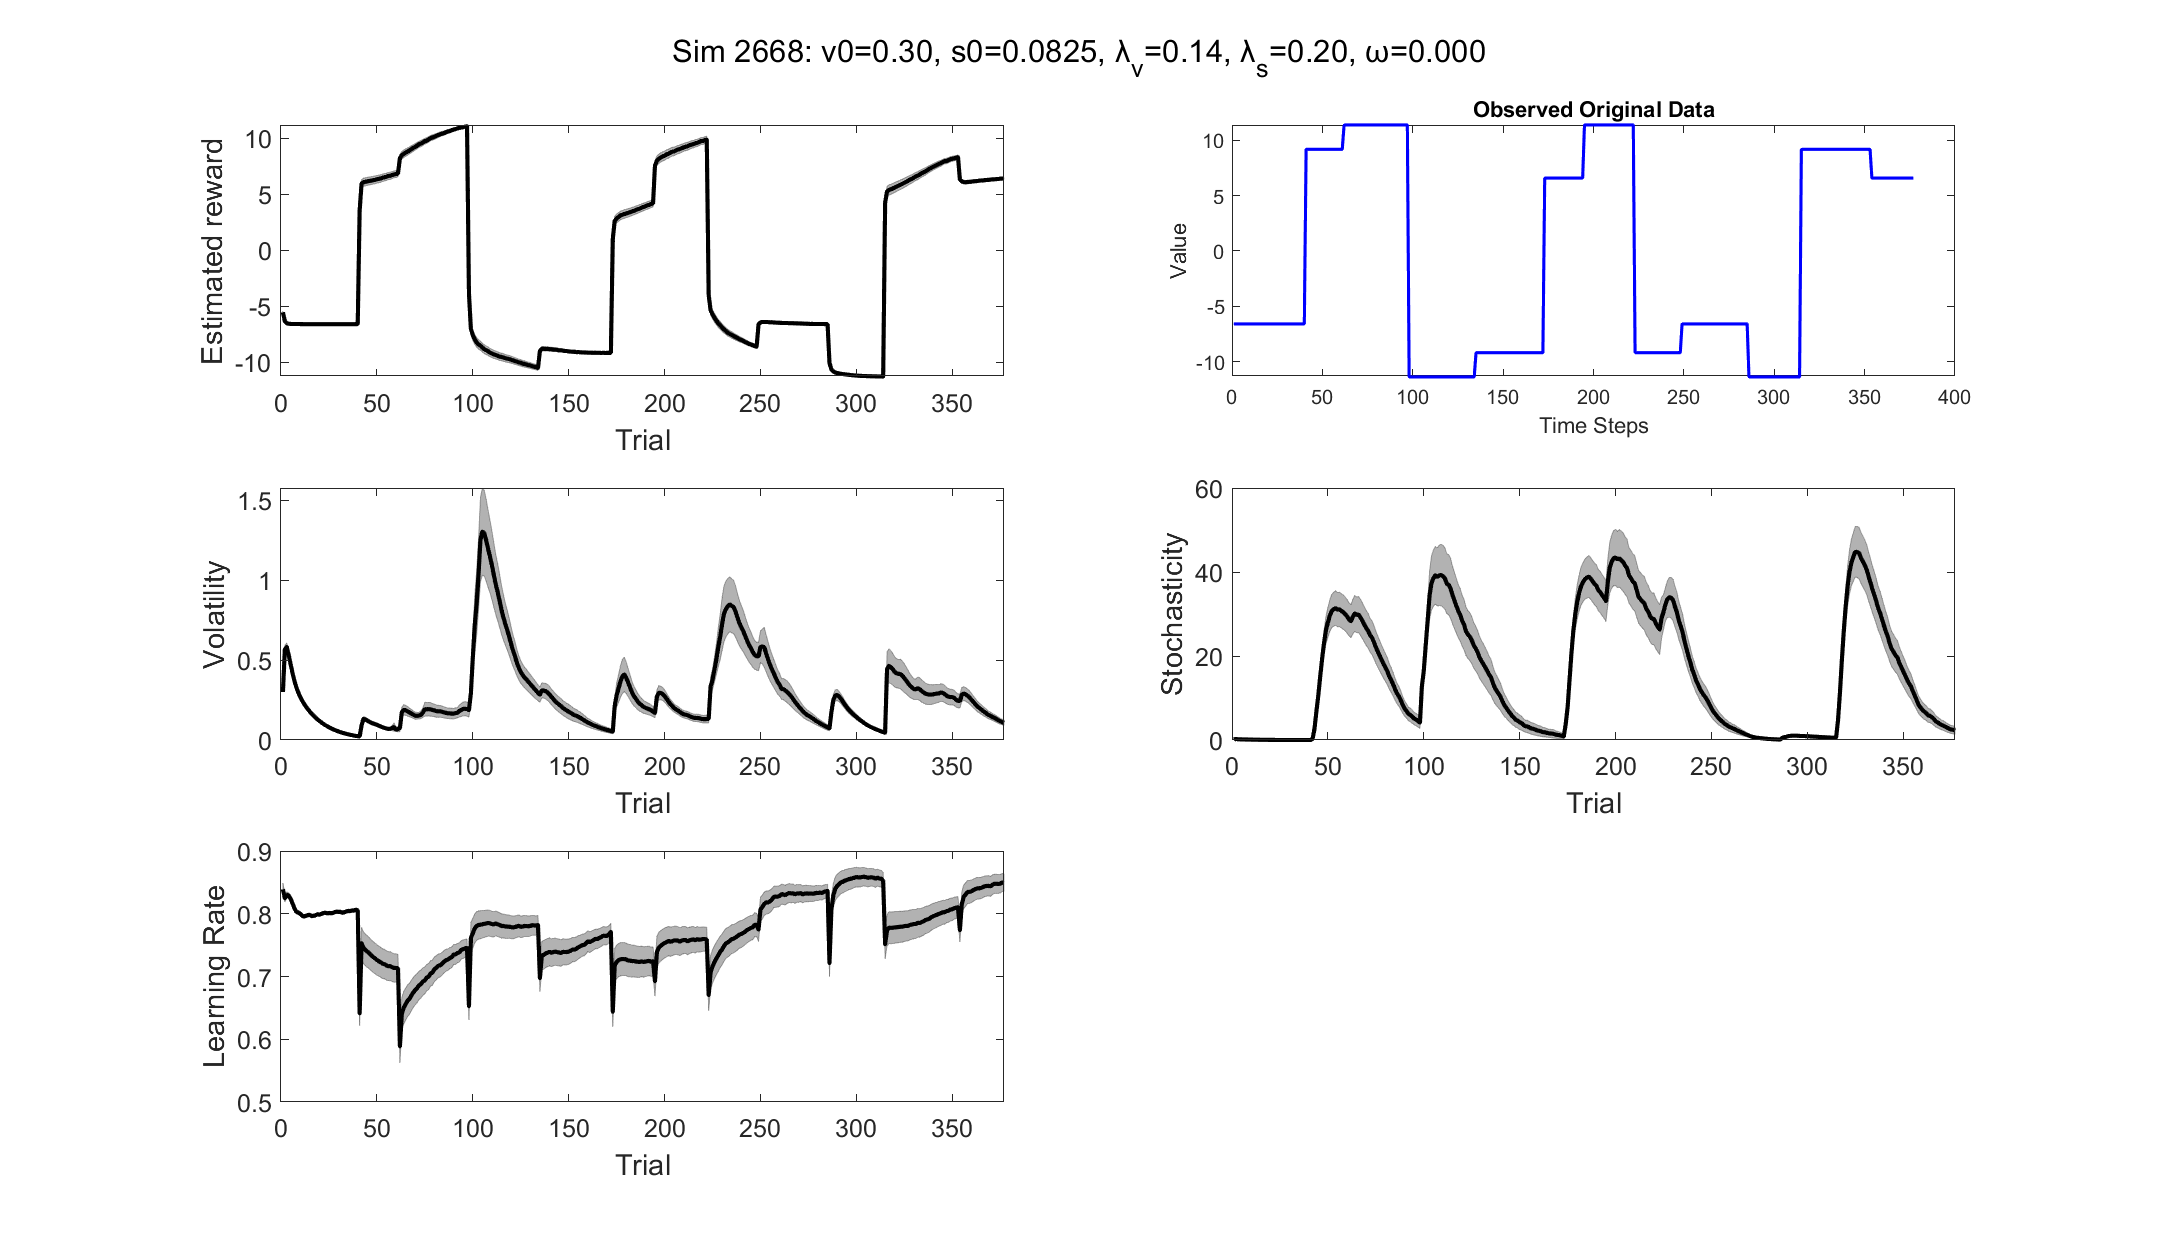 Sim 2668: v0=0.30, s0=0.0825, λ_v=0.14, λ_s=0.20, ω=0.000
Estimated reward
10
5
0
-5
-10
0 50 100 150 200 250 300 350
Trial
Observed Original Data
Value
10
5
0
-5
-10
0 50 100 150 200 250 300 350 400
Time Steps
Volatility
1.5
1
0.5
0
0 50 100 150 200 250 300 350
Trial
Stochasticity
60
40
20
0
0 50 100 150 200 250 300 350
Trial
Learning Rate
0.9
0.8
0.7
0.6
0.5
0 50 100 150 200 250 300 350
Trial